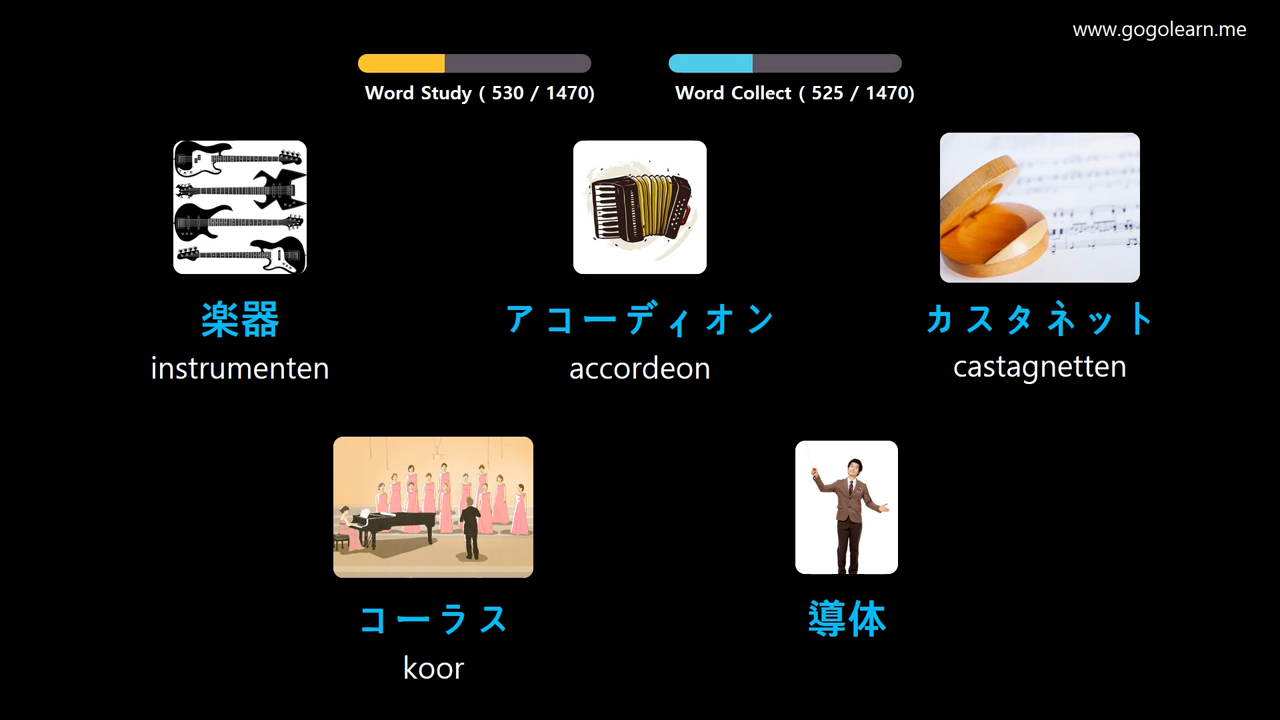 www.gogolearn.me
Word Study ( 530 / 1470)
Word Collect ( 525 / 1470)
楽器
instrumenten
アコーディオン
accordeon
カスタネット
castagnetten
コーラス
koor
導体